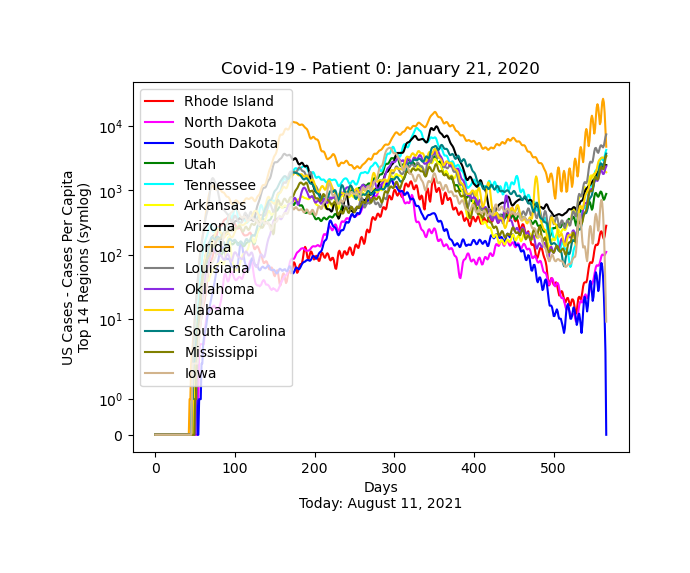 Covid-19 - Patient 0: January 21, 2020
US Cases - Cases Per Capita
Top 14 Regions (symlog)
10^4
10^3
10^2
10^1
10^0
0
Rhode Island
North Dakota
South Dakota
Utah
Tennessee
Arkansas
Arizona
Florida
Louisiana
Oklahoma
Alabama
South Carolina
Mississippi
Iowa
0 100 200 300 400 500
Days
Today: August 11, 2021